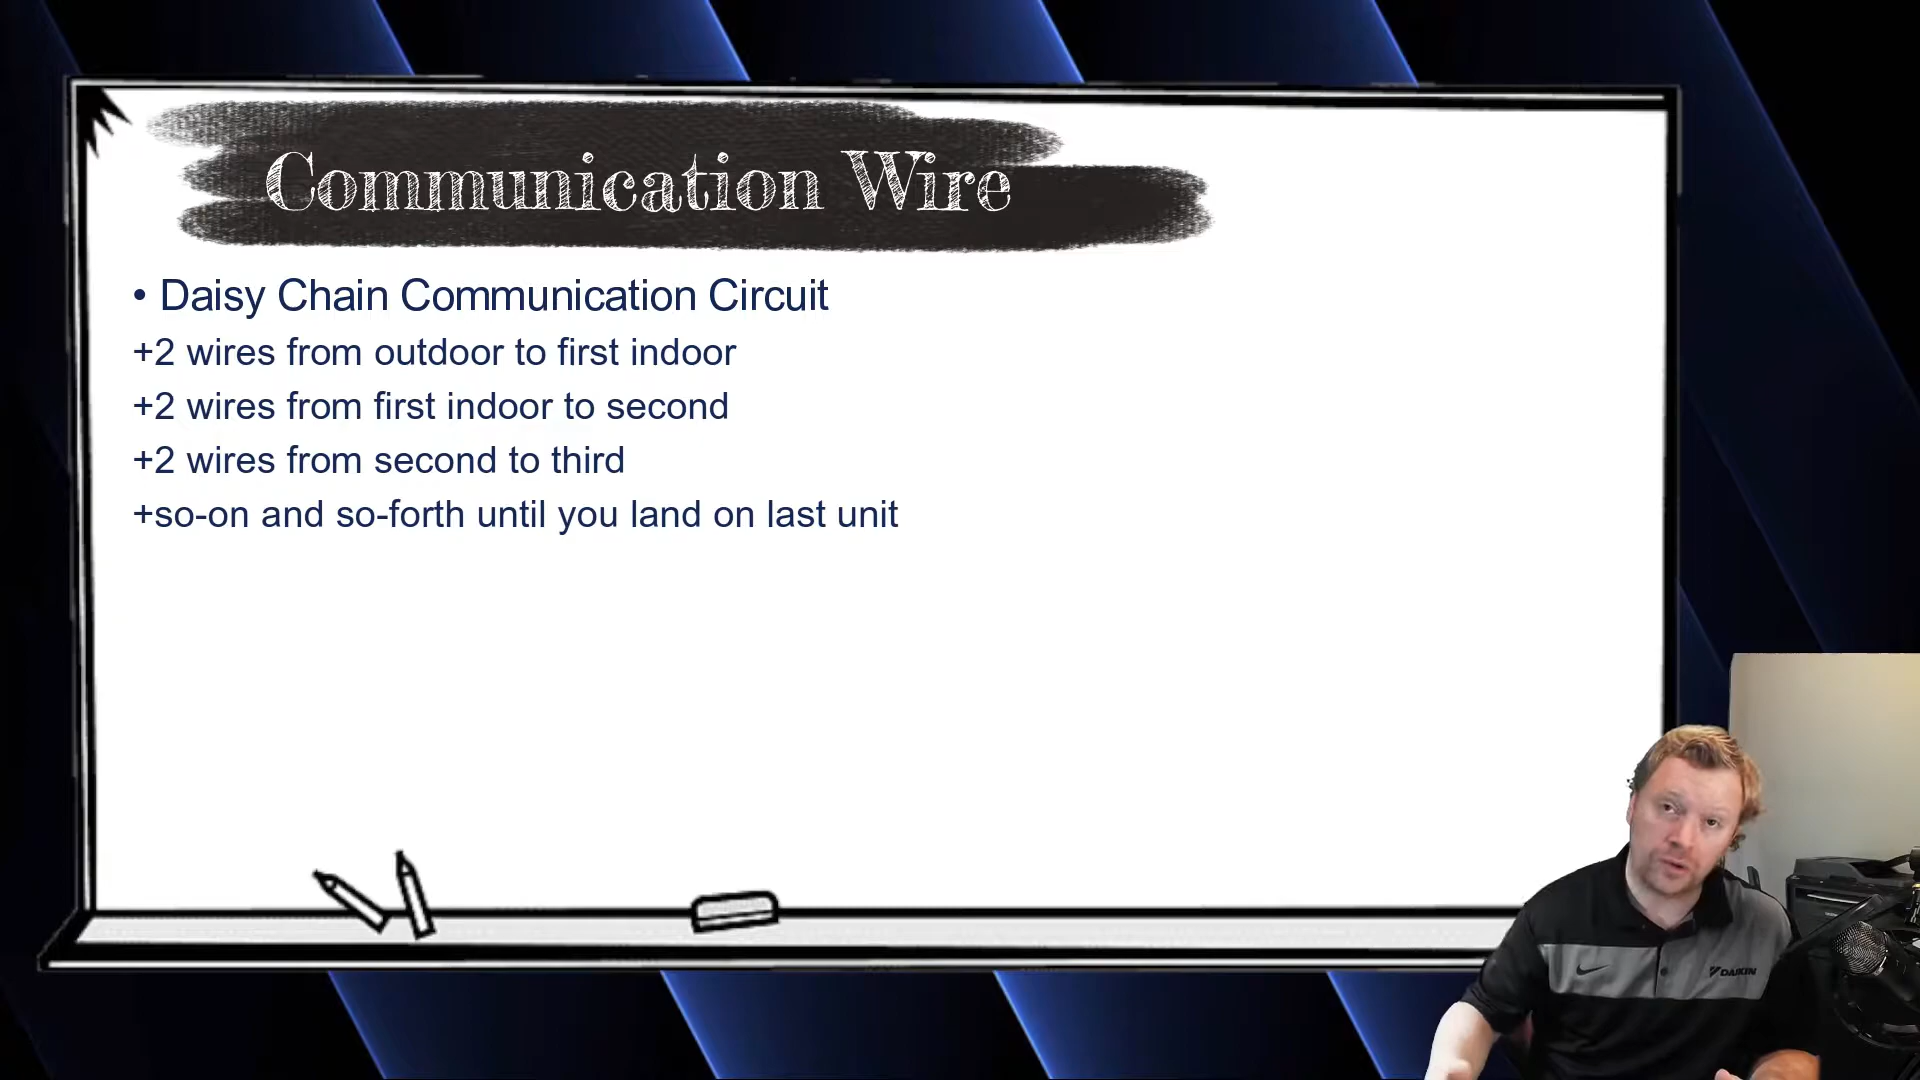 Communication Wire
• Daisy Chain Communication Circuit
+2 wires from outdoor to first indoor
+2 wires from first indoor to second
+2 wires from second to third
+so-on and so-forth until you land on last unit
DAIKIN